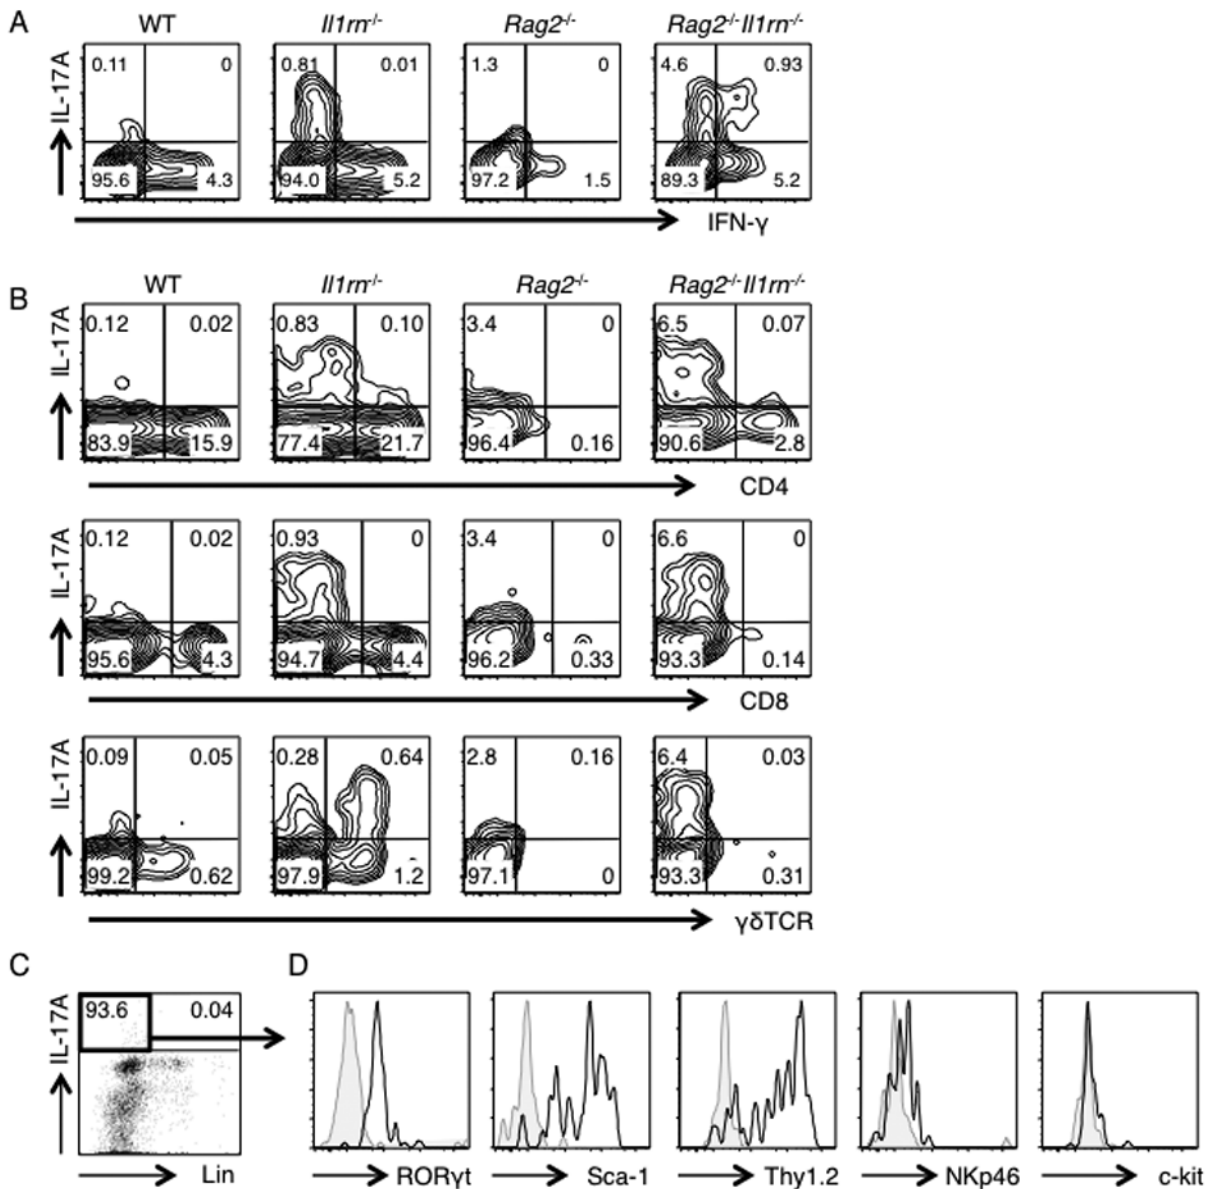 A
WT Il1rn-/- Rag2-/- Rag2-/-Il1rn-/-
IL-17A
0.11 0 0.81 0.01 1.3 0 4.6 0.93
95.6 4.3 94.0 5.2 97.2 1.5 89.3 5.2
IFN-γ
B
WT Il1rn-/- Rag2-/- Rag2-/-Il1rn-/-
IL-17A
0.12 0.02 0.83 0.10 3.4 0 6.5 0.07
83.9 15.9 77.4 21.7 96.4 0.16 90.6 2.8
CD4
IL-17A
0.12 0.02 0.93 0 3.4 0 6.6 0
95.6 4.3 94.7 4.4 96.2 0.33 93.3 0.14
CD8
IL-17A
0.09 0.05 0.28 0.64 2.8 0.16 6.4 0.03
99.2 0.62 97.9 1.2 97.1 0 93.3 0.31
γδTCR
C D
IL-17A
93.6 0.04
Lin RORγt Sca-1 Thy1.2 NKp46 c-kit